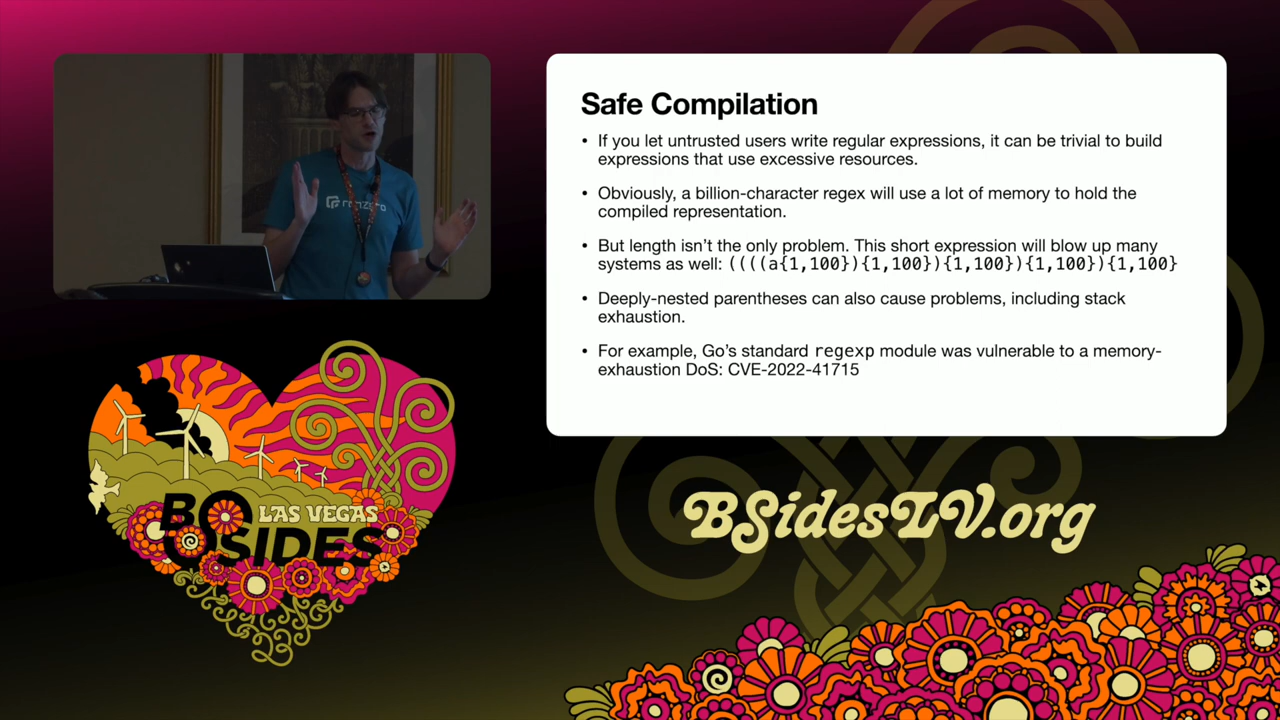 runZero
Safe Compilation
• If you let untrusted users write regular expressions, it can be trivial to build
expressions that use excessive resources.
• Obviously, a billion-character regex will use a lot of memory to hold the
compiled representation.
• But length isn’t the only problem. This short expression will blow up many
systems as well: ((((a{1,100}){1,100}){1,100}){1,100}){1,100}
• Deeply-nested parentheses can also cause problems, including stack
exhaustion.
• For example, Go’s standard regexp module was vulnerable to a memory-
exhaustion DoS: CVE-2022-41715
BO
LAS VEGAS
SIDES
23
BSidesLV.org